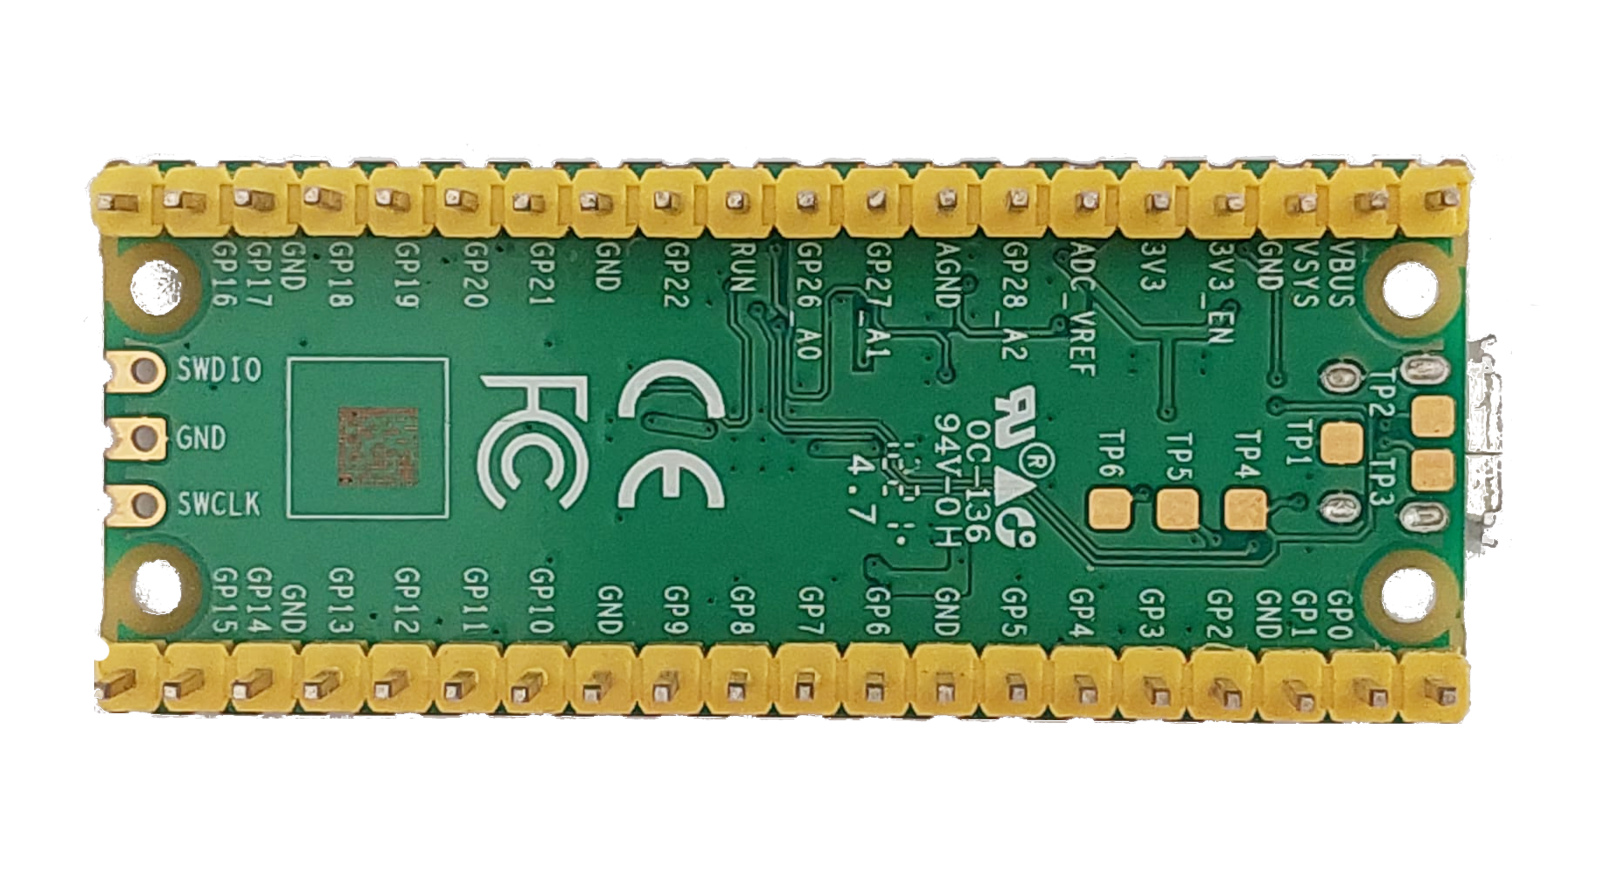 GP16
GP17
GND
GP18
GP19
GP20
GP21
GND
GP22
RUN
GP26_A0
GP27_A1
AGND
GP28_A2
ADC_VREF
3V3
3V3_EN
GND
VSYS
VBUS
SWDIO
GND
SWCLK
FC
CE
4.7
94V-0 H
OC-136
®
TP6
TP5
TP4
TP1
TP2
TP3
GP15
GP14
GND
GP13
GP12
GP11
GP10
GND
GP9
GP8
GP7
GP6
GND
GP5
GP4
GP3
GP2
GND
GP1
GP0